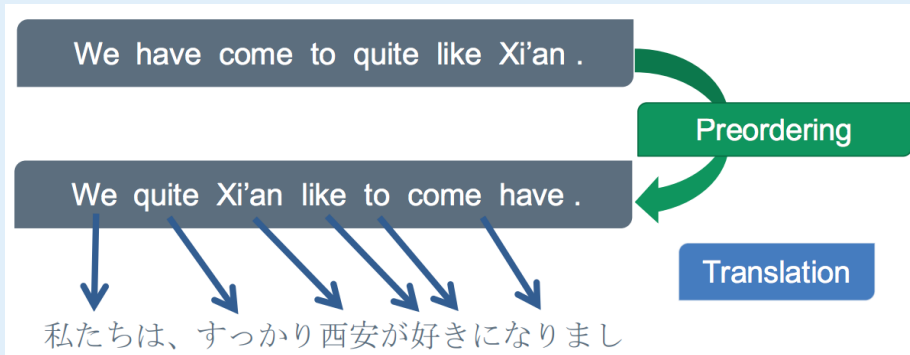 We have come to quite like Xi’an .
Preordering
We quite Xi’an like to come have .
Translation
私たちは、すっかり西安が好きになりまし